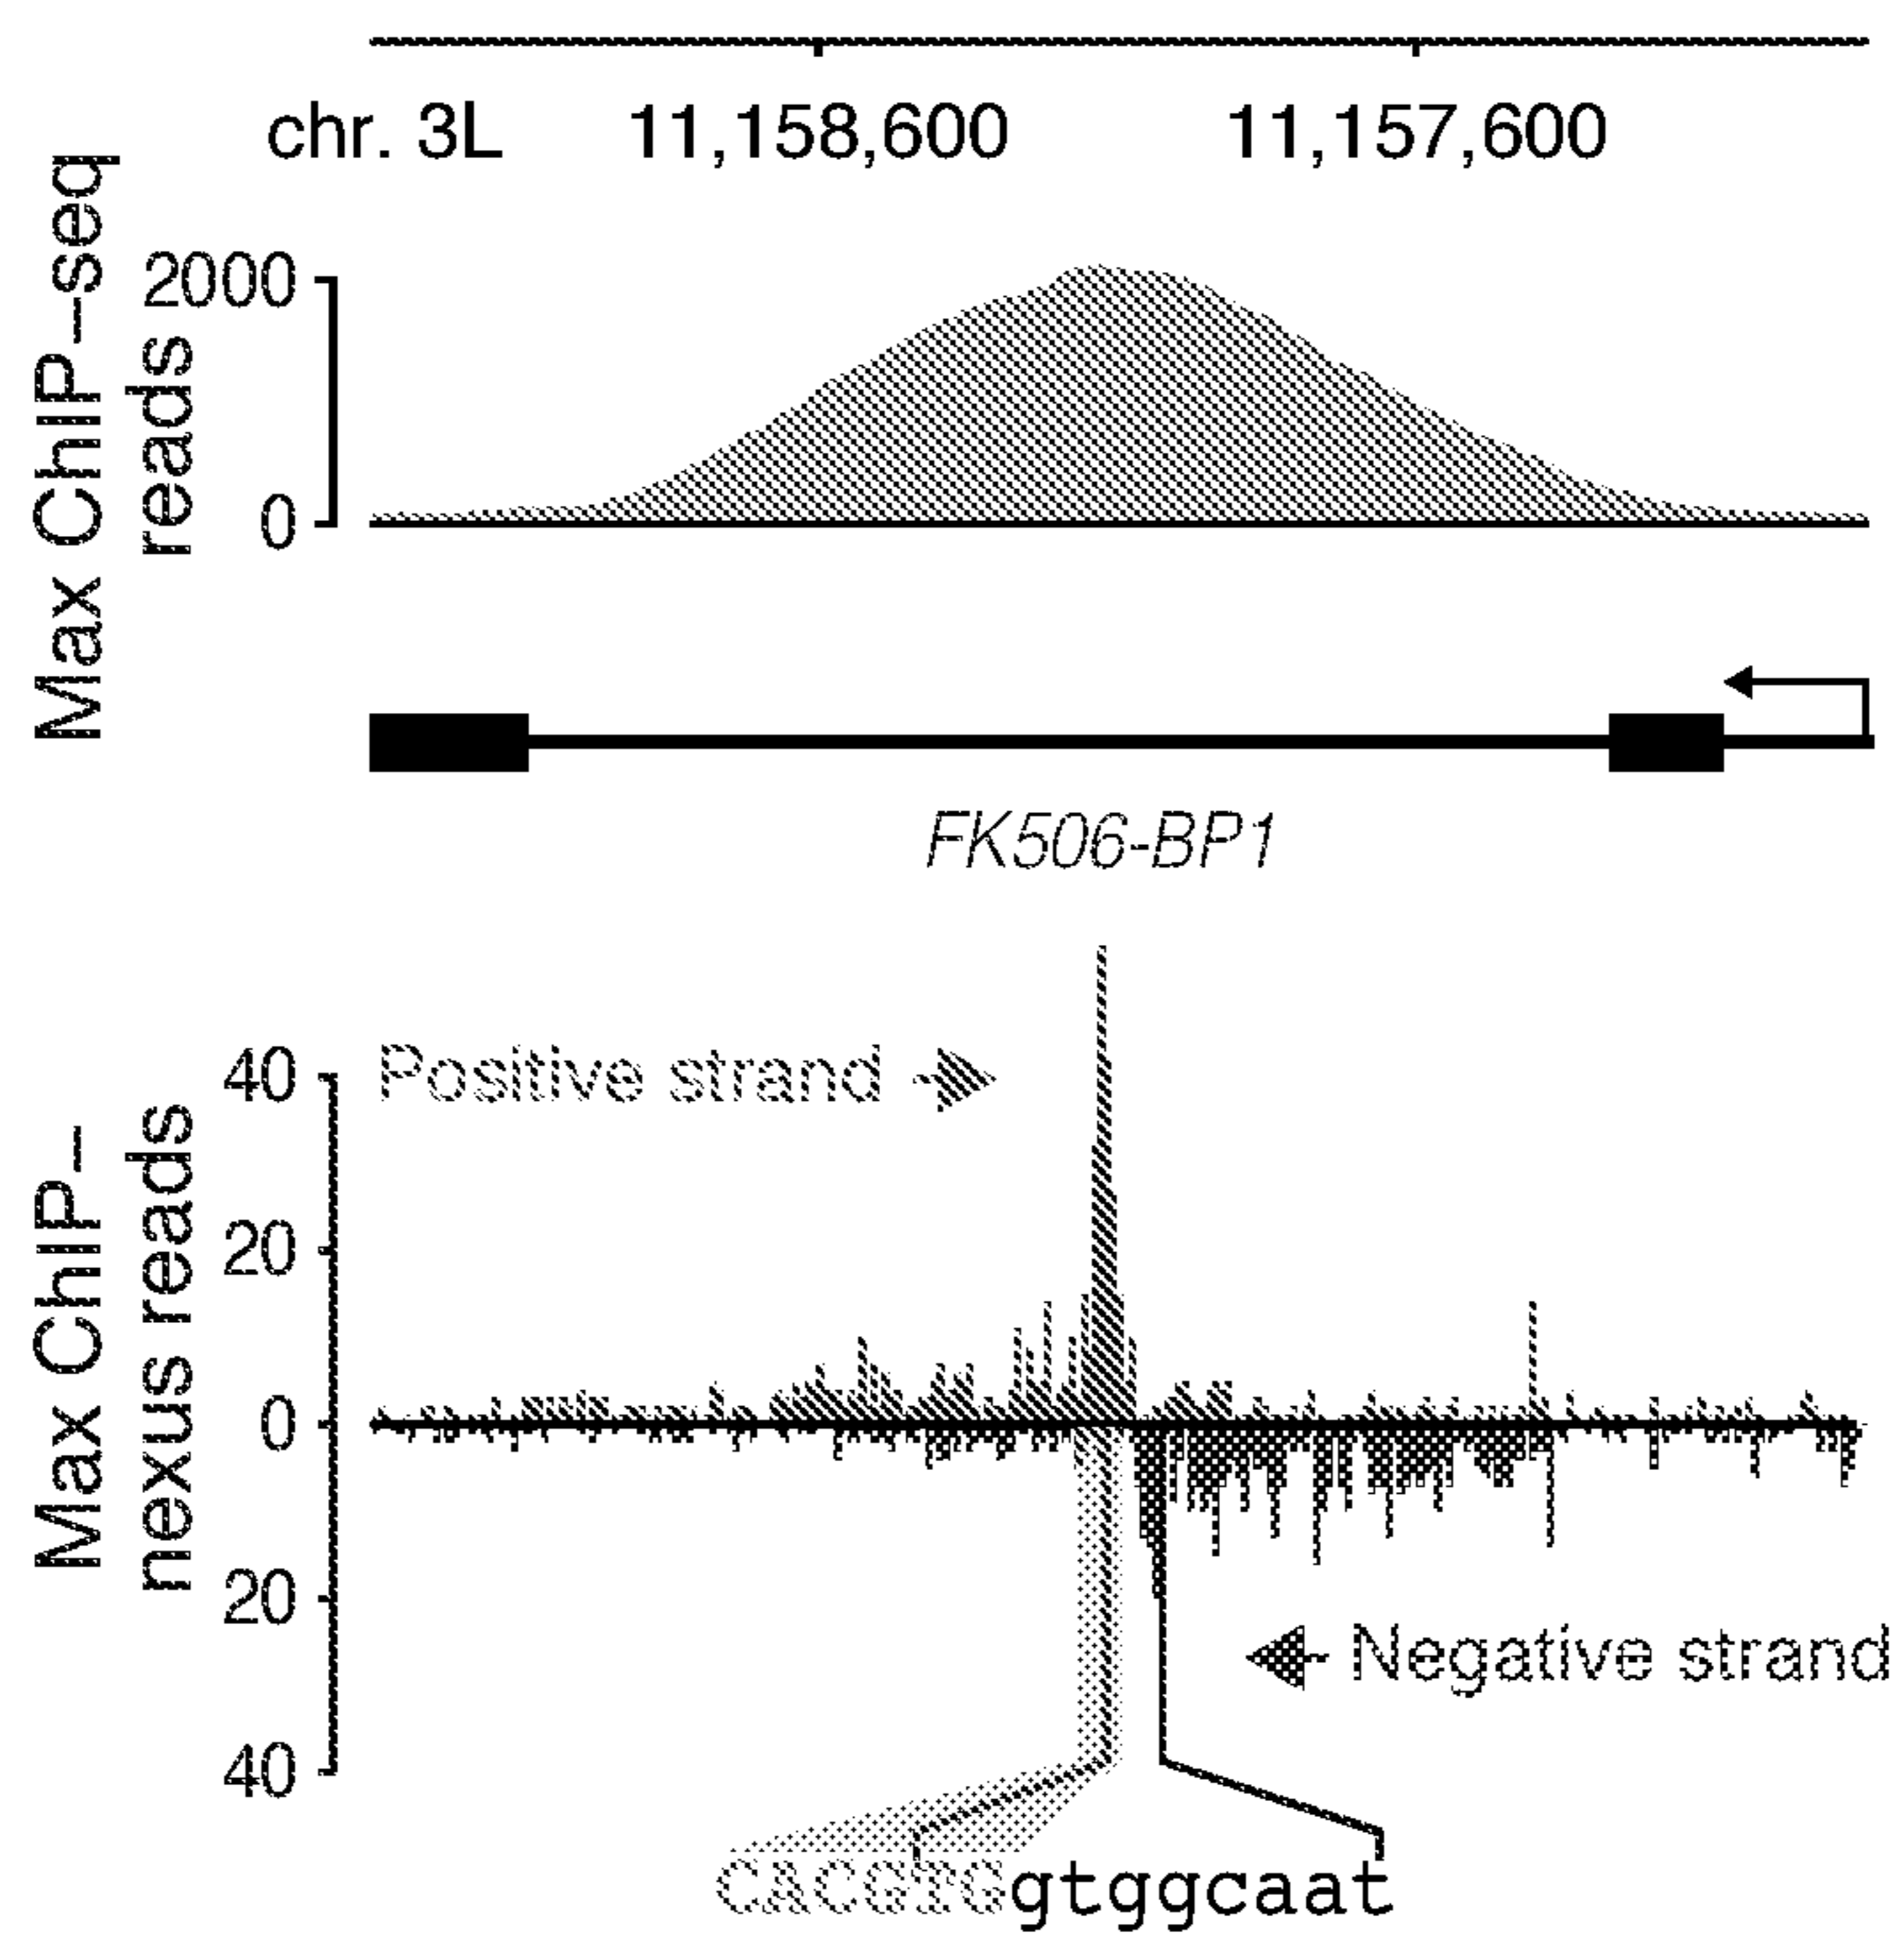 chr. 3L 11,158,600 11,157,600
Max ChIP-seq
reads
2000
0
FK506-BP1
Max ChIP-
nexus reads
40
20
0
20
40
Positive strand
Negative strand
CACGTGgtggcaat